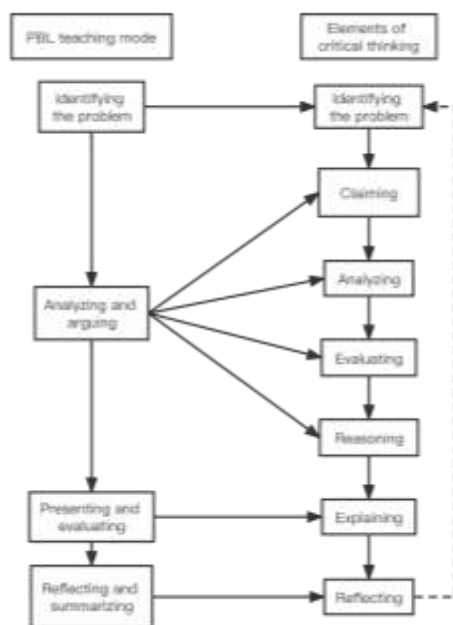 PBL teaching mode
Elements of
critical thinking
Identifying
the problem
Identifying
the problem
Claiming
Analyzing
Analyzing and
arguing
Evaluating
Reasoning
Presenting and
evaluating
Explaining
Reflecting and
summarizing
Reflecting